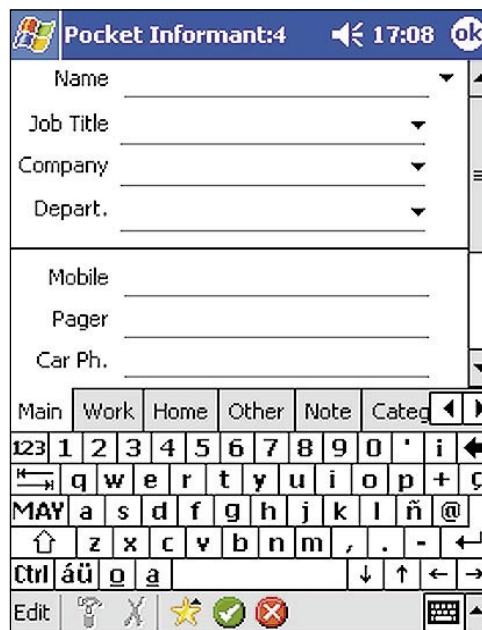 Pocket Informant:4 17:08 ok
Name
Job Title
Company
Depart.
Mobile
Pager
Car Ph.
Main Work Home Other Note Categ
123 1 2 3 4 5 6 7 8 9 0 ' i
q w e r t y u i o p + ç
MAY a s d f g h j k l ñ @
z x c v b n m , . -
Ctrl áü º ª
Edit